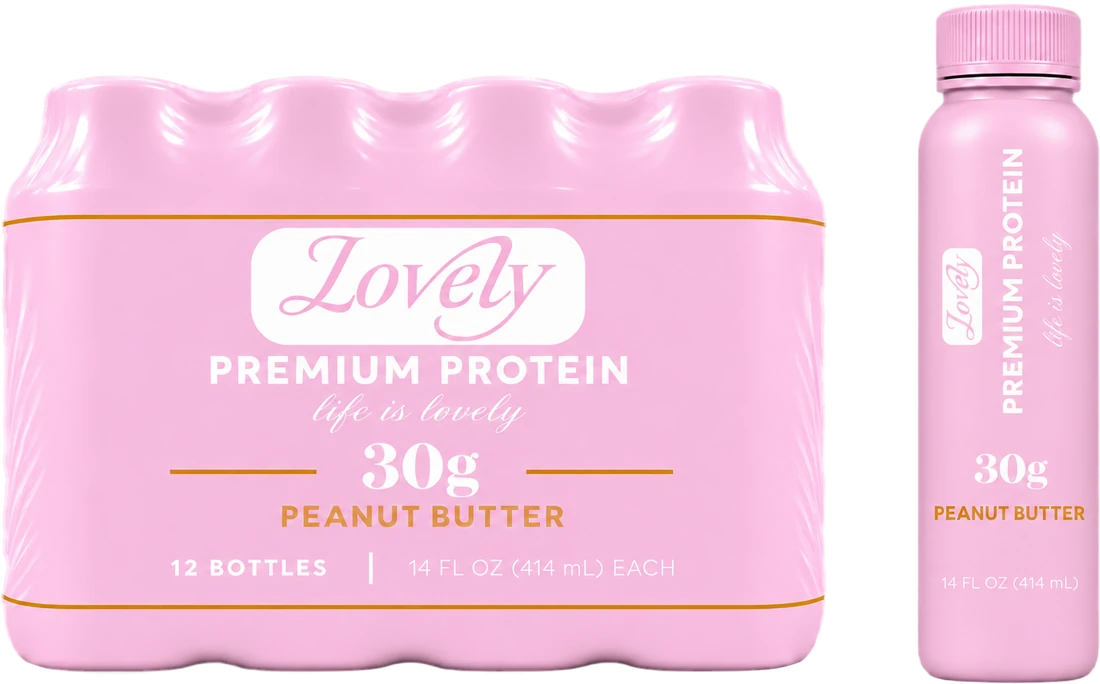 Lovely
PREMIUM PROTEIN
life is lovely
30g
PEANUT BUTTER
12 BOTTLES | 14 FL OZ (414 mL) EACH
Lovely
PREMIUM PROTEIN
life is lovely
30g
PEANUT BUTTER
14 FL OZ (414 mL)